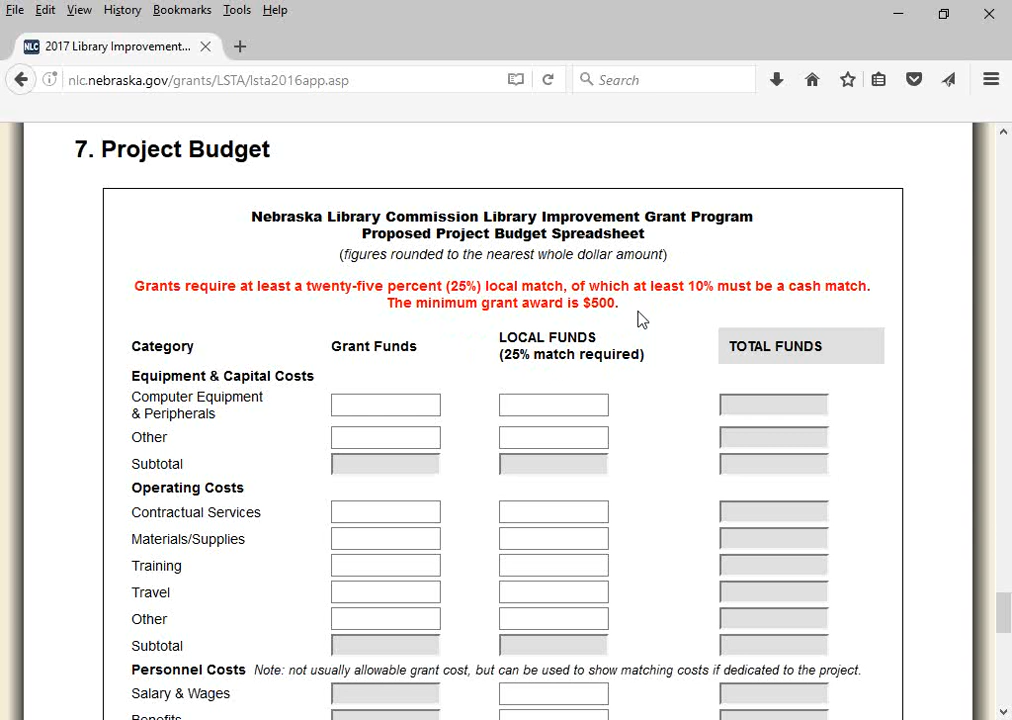 File Edit View History Bookmarks Tools Help
NLC 2017 Library Improvement...
nlc.nebraska.gov/grants/LSTA/lsta2016app.asp Search
7. Project Budget
Nebraska Library Commission Library Improvement Grant Program
Proposed Project Budget Spreadsheet
(figures rounded to the nearest whole dollar amount)
Grants require at least a twenty-five percent (25%) local match, of which at least 10% must be a cash match.
The minimum grant award is $500.
Category Grant Funds LOCAL FUNDS (25% match required) TOTAL FUNDS
Equipment & Capital Costs
Computer Equipment
& Peripherals
Other
Subtotal
Operating Costs
Contractual Services
Materials/Supplies
Training
Travel
Other
Subtotal
Personnel Costs Note: not usually allowable grant cost, but can be used to show matching costs if dedicated to the project.
Salary & Wages
Benefits